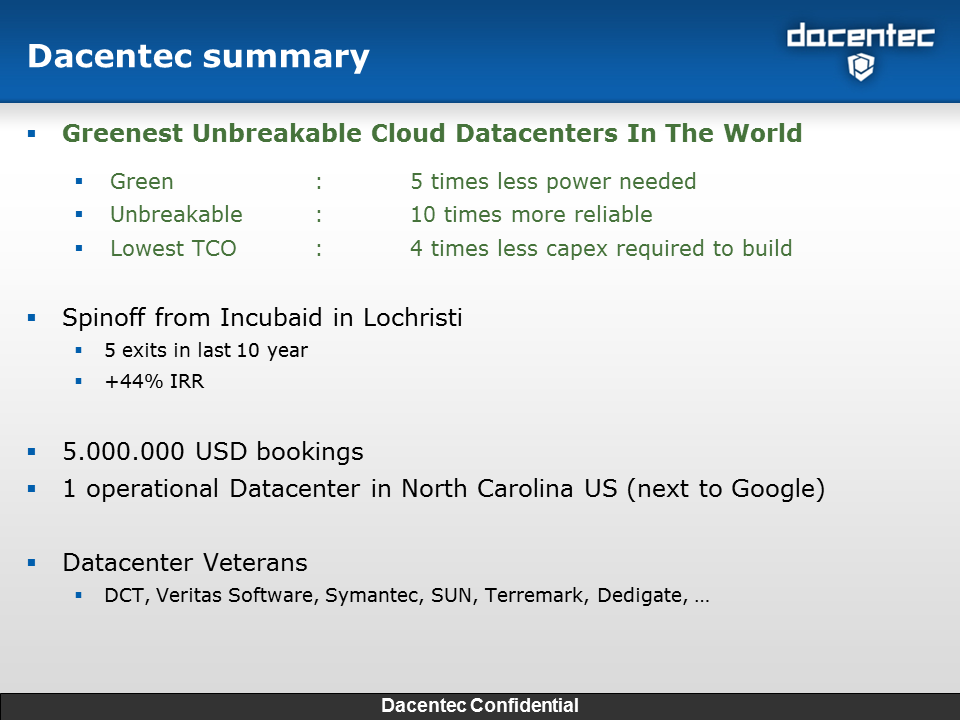 Dacentec summary
dacentec
Greenest Unbreakable Cloud Datacenters In The World
Green : 5 times less power needed
Unbreakable : 10 times more reliable
Lowest TCO : 4 times less capex required to build
Spinoff from Incubaid in Lochristi
5 exits in last 10 year
+44% IRR
5.000.000 USD bookings
1 operational Datacenter in North Carolina US (next to Google)
Datacenter Veterans
DCT, Veritas Software, Symantec, SUN, Terremark, Dedigate, …
Dacentec Confidential